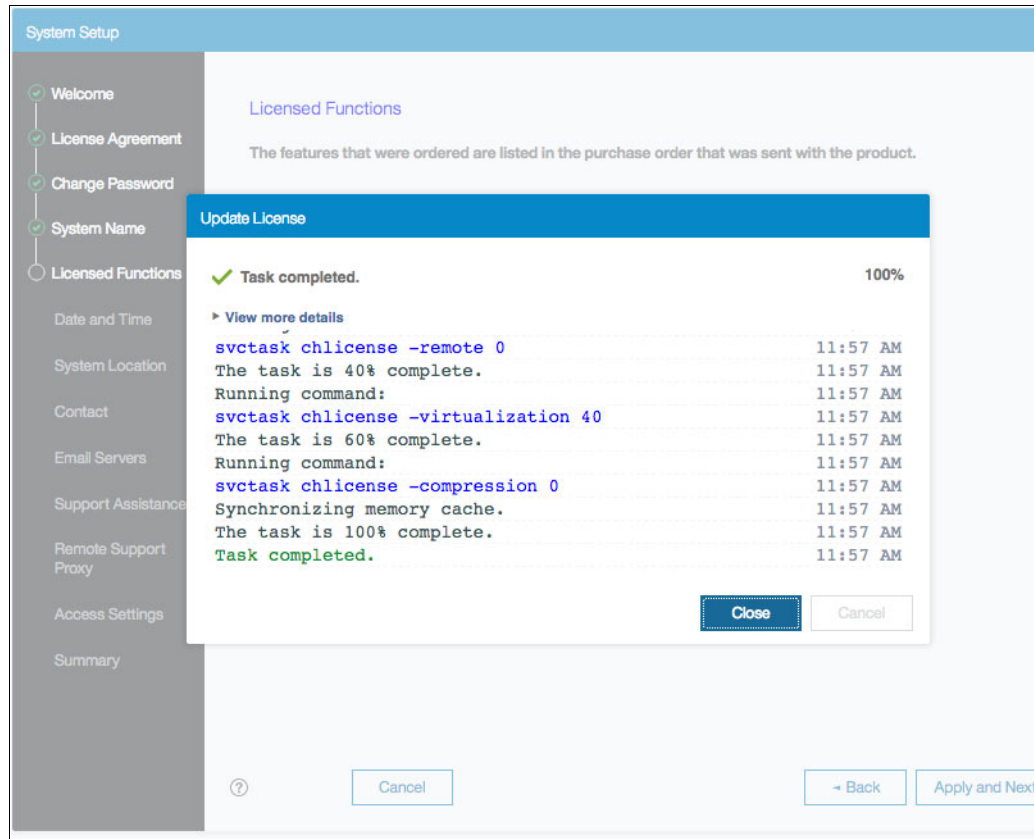 System Setup
Welcome
License Agreement
Change Password
System Name
Licensed Functions
Date and Time
System Location
Contact
Email Servers
Support Assistance
Remote Support
Proxy
Access Settings
Summary
Licensed Functions
The features that were ordered are listed in the purchase order that was sent with the product.
Update License
Task completed. 100%
View more details
svctask chlicense -remote 0 11:57 AM
The task is 40% complete. 11:57 AM
Running command: 11:57 AM
svctask chlicense -virtualization 40 11:57 AM
The task is 60% complete. 11:57 AM
Running command: 11:57 AM
svctask chlicense -compression 0 11:57 AM
Synchronizing memory cache. 11:57 AM
The task is 100% complete. 11:57 AM
Task completed. 11:57 AM
Close Cancel
? Cancel Back Apply and Next